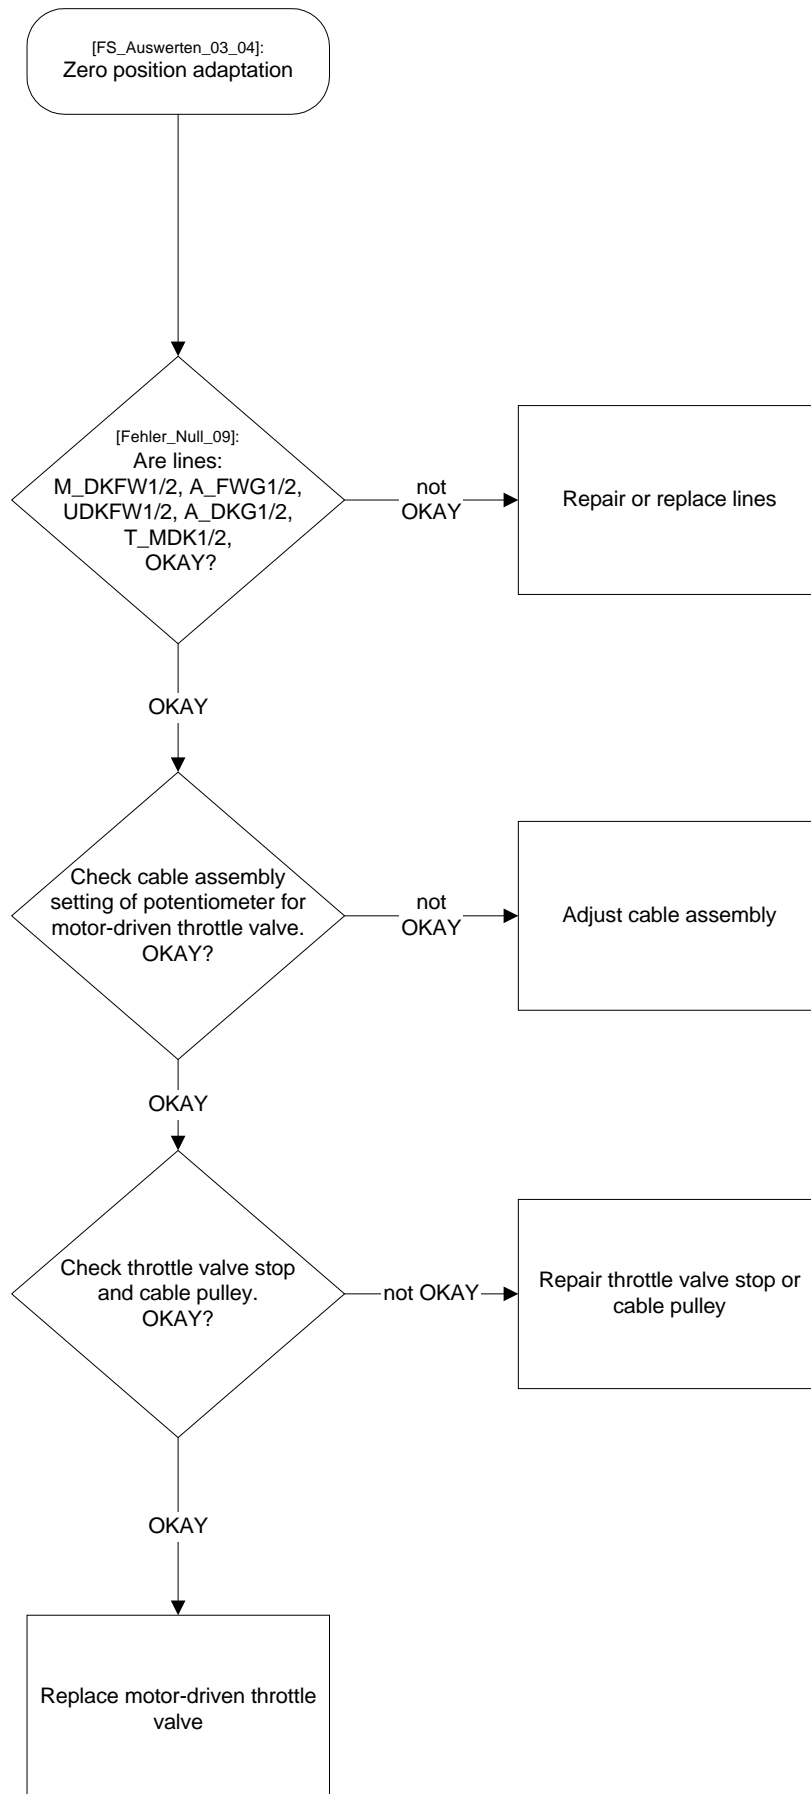 [FS_Auswerten_03_04]:
Zero position adaptation
[Fehler_Null_09]:
Are lines:
M_DKFW1/2, A_FWG1/2,
UDKFW1/2, A_DKG1/2,
T_MDK1/2,
OKAY?
not
OKAY
Repair or replace lines
OKAY
Check cable assembly
setting of potentiometer for
motor-driven throttle valve.
OKAY?
not
OKAY
Adjust cable assembly
OKAY
Check throttle valve stop
and cable pulley.
OKAY?
not OKAY
Repair throttle valve stop or
cable pulley
OKAY
Replace motor-driven throttle
valve